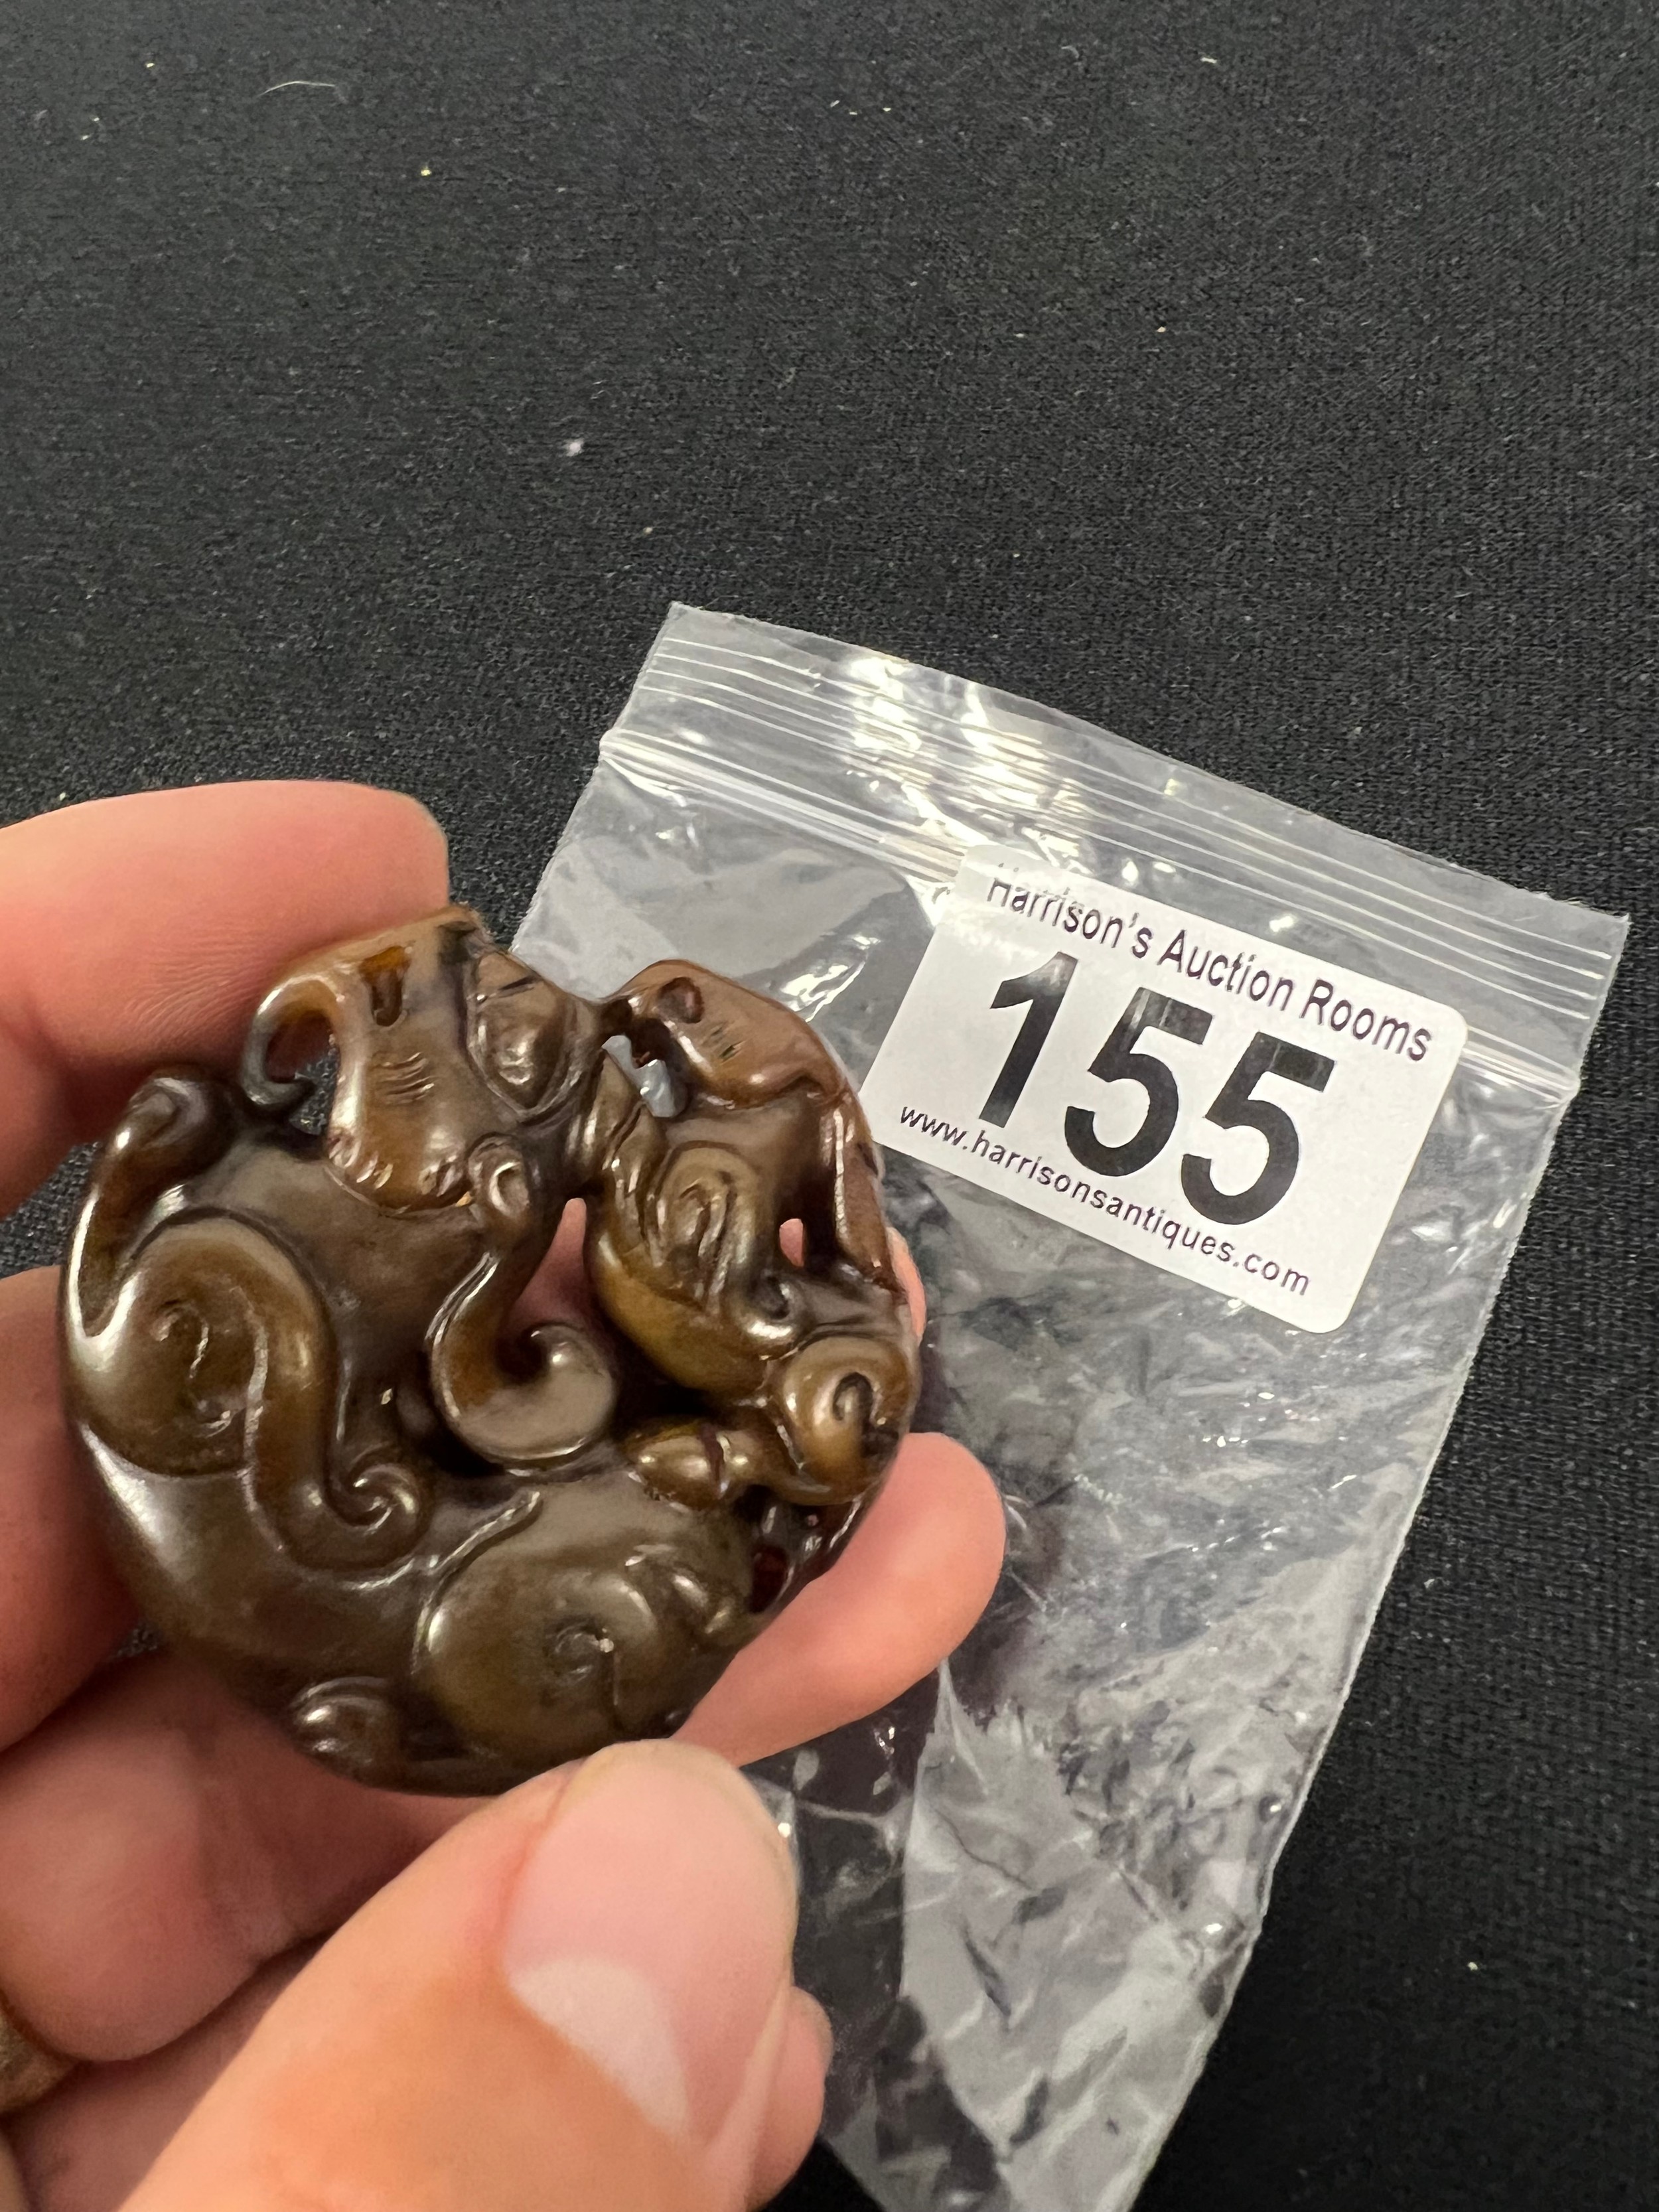 Harrison's Auction Rooms
155
www.harrisonsantiques.com